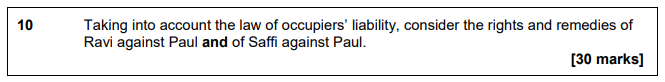 10 Taking into account the law of occupiers’ liability, consider the rights and remedies of
Ravi against Paul and of Saffi against Paul.
[30 marks]